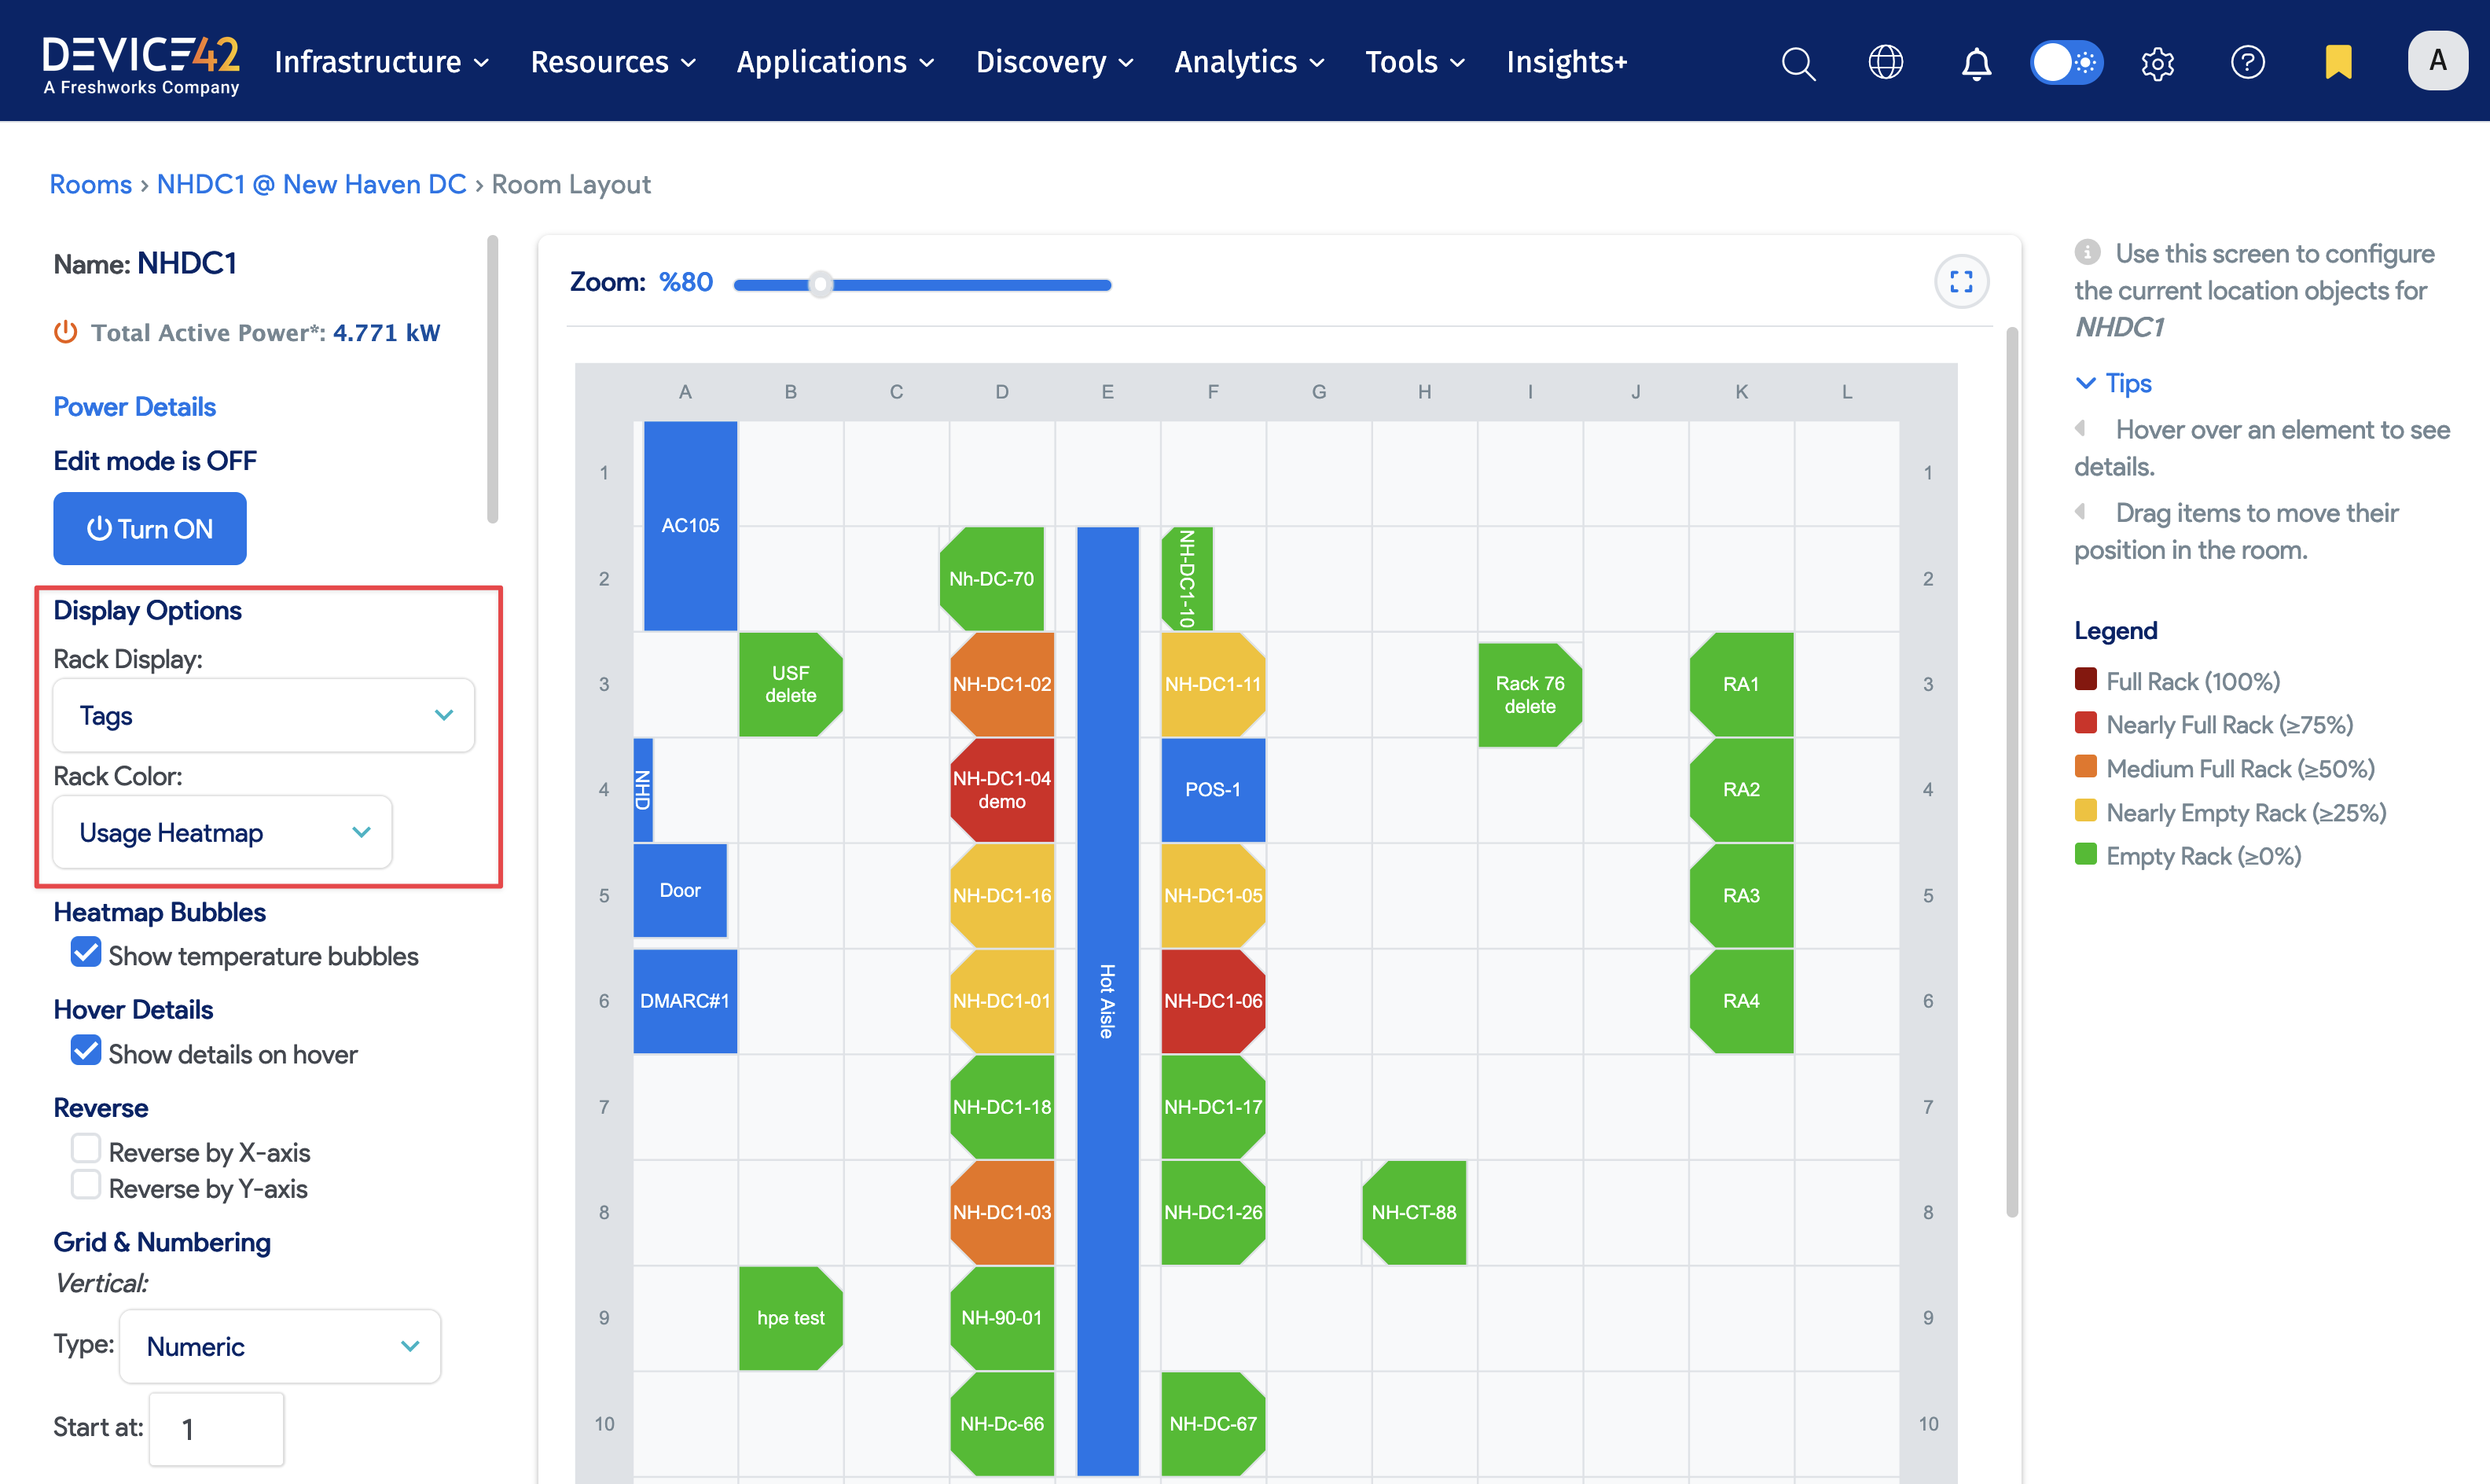 DEVICE42
A Freshworks Company
Infrastructure
Resources
Applications
Discovery
Analytics
Tools
Insights+
A
Rooms › NHDC1 @ New Haven DC › Room Layout
Name: NHDC1
Total Active Power*: 4.771 kW
Power Details
Edit mode is OFF
Turn ON
Display Options
Rack Display:
Tags
Rack Color:
Usage Heatmap
Heatmap Bubbles
Show temperature bubbles
Hover Details
Show details on hover
Reverse
Reverse by X-axis
Reverse by Y-axis
Grid & Numbering
Vertical:
Type: Numeric
Start at: 1
Zoom: %80
A B C D E F G H I J K L
1 1
AC105
2 Nh-DC-70 NH-DC1-10 2
3 USF
delete
NH-DC1-02 NH-DC1-11 Rack 76
delete
RA1 3
4 NHD NH-DC1-04
demo
POS-1 RA2 4
5 Door NH-DC1-16 NH-DC1-05 RA3 5
6 DMARC#1 NH-DC1-01 Hot Aisle NH-DC1-06 RA4 6
7 NH-DC1-18 NH-DC1-17 7
8 NH-DC1-03 NH-DC1-26 NH-CT-88 8
9 hpe test NH-90-01 9
10 NH-Dc-66 NH-DC-67 10
Use this screen to configure
the current location objects for
NHDC1
Tips
Hover over an element to see
details.
Drag items to move their
position in the room.
Legend
Full Rack (100%)
Nearly Full Rack (≥75%)
Medium Full Rack (≥50%)
Nearly Empty Rack (≥25%)
Empty Rack (≥0%)